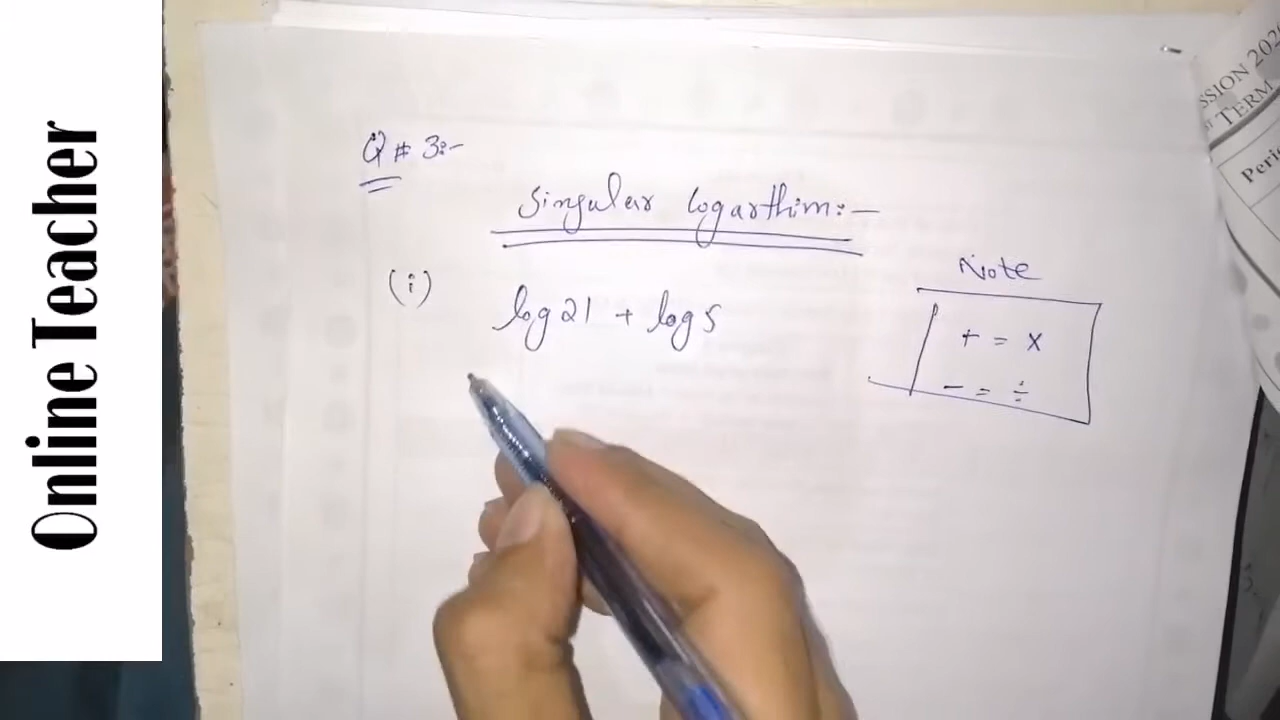 Online Teacher
Q # 3:-
Singular logarthim:-
(i) log 21 + log 5
Note
+ = x
- = ÷
SSION 202
TERM
Peri